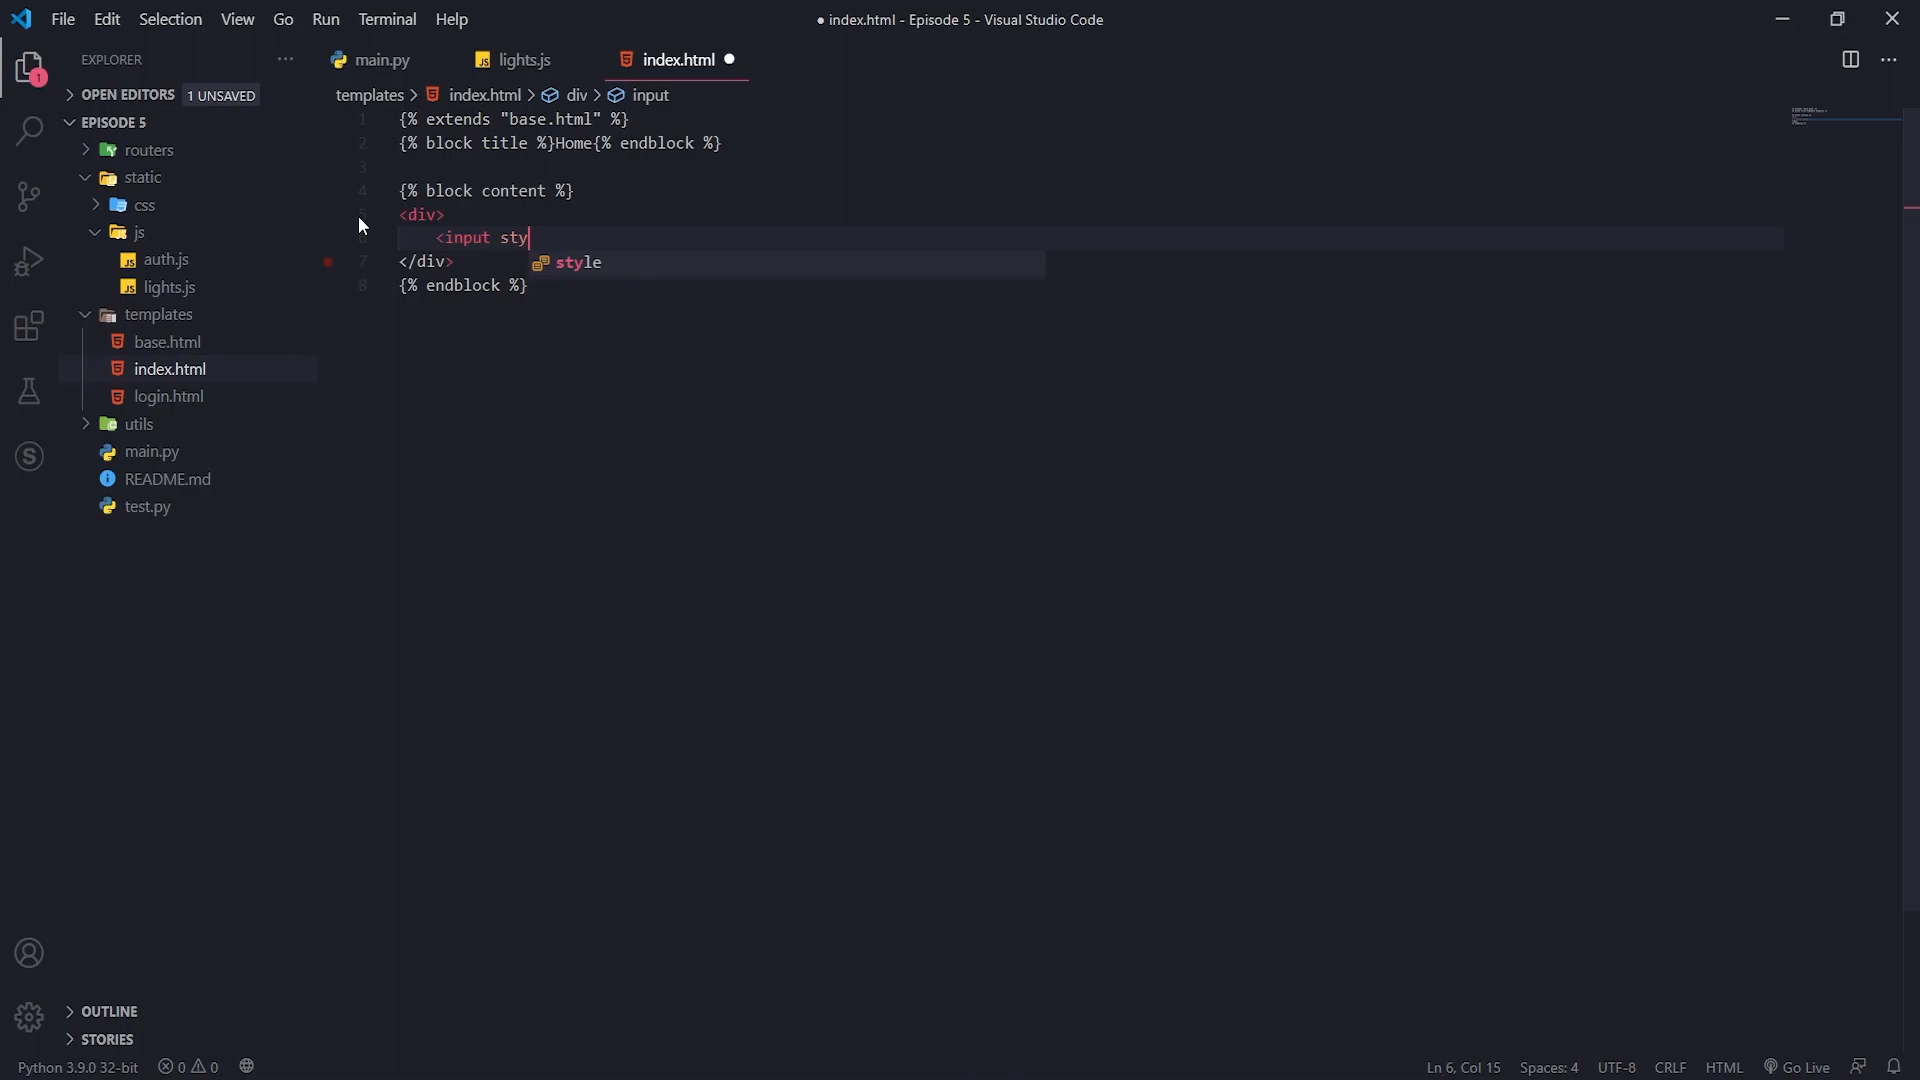 File Edit Selection View Go Run Terminal Help
● index.html - Episode 5 - Visual Studio Code
EXPLORER
main.py
lights.js
index.html
OPEN EDITORS 1 UNSAVED
templates > index.html > div > input
EPISODE 5
routers
static
css
js
auth.js
lights.js
templates
base.html
index.html
login.html
utils
main.py
README.md
test.py
1 {% extends "base.html" %}
2 {% block title %}Home{% endblock %}
3
4 {% block content %}
5 <div>
6 <input sty
7 </div>
style
8 {% endblock %}
1
S
OUTLINE
STORIES
Python 3.9.0 32-bit 0 0
Ln 6, Col 15 Spaces: 4 UTF-8 CRLF HTML Go Live